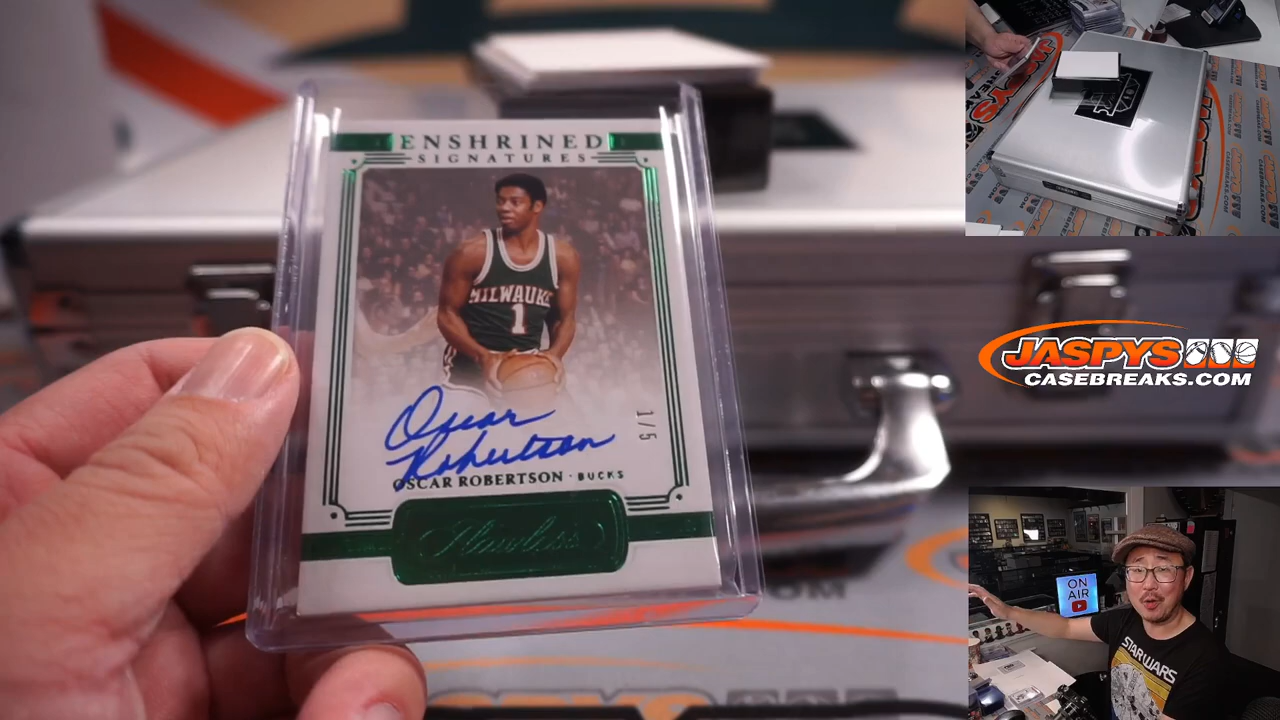 ENSHRINED
SIGNATURES
MILWAUKE
1
Oscar
Robertson
1/5
OSCAR ROBERTSON · BUCKS
Flawless
JASPYS
CASEBREAKS.COM
ON
AIR
STAR WARS